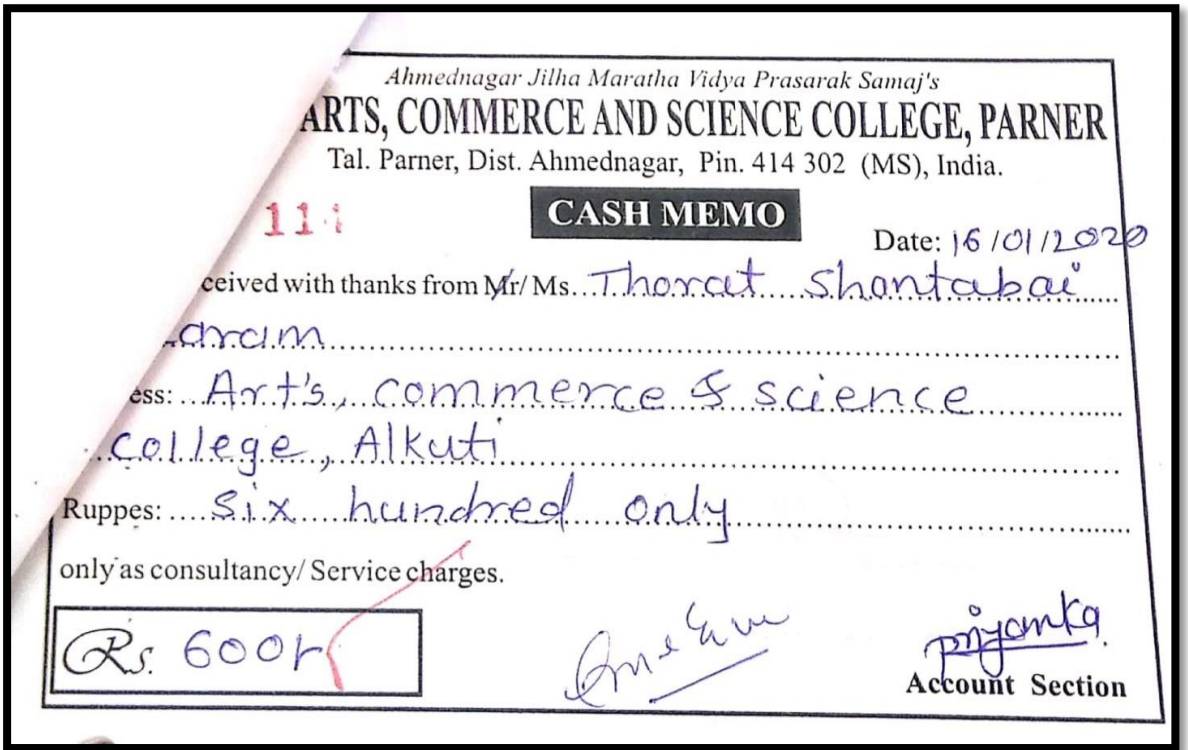 Ahmednagar Jilha Maratha Vidya Prasarak Samaj's
ARTS, COMMERCE AND SCIENCE COLLEGE, PARNER
Tal. Parner, Dist. Ahmednagar, Pin. 414 302 (MS), India.
CASH MEMO
Date: 16/01/2020
ceived with thanks from Mr/ Ms. Thorat Shantabai
aram
ess: Art's, commerce & science
college, Alkuti
Ruppes: Six hundred only
only as consultancy/ Service charges.
Rs. 600/-
Priyanka
Account Section